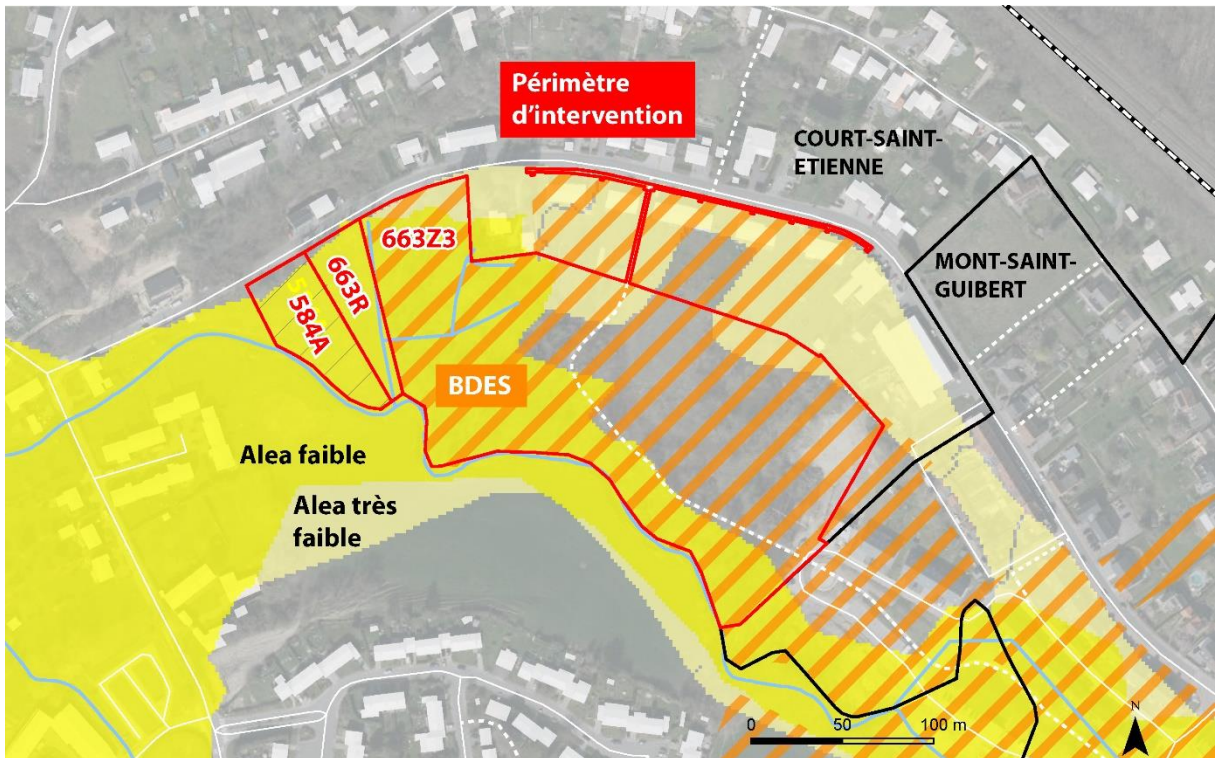 Périmètre
d'intervention
COURT-SAINT-
ETIENNE
663Z3
663R
584A
MONT-SAINT-
GUIBERT
BDES
Alea faible
Alea très
faible
N
0 50 100 m